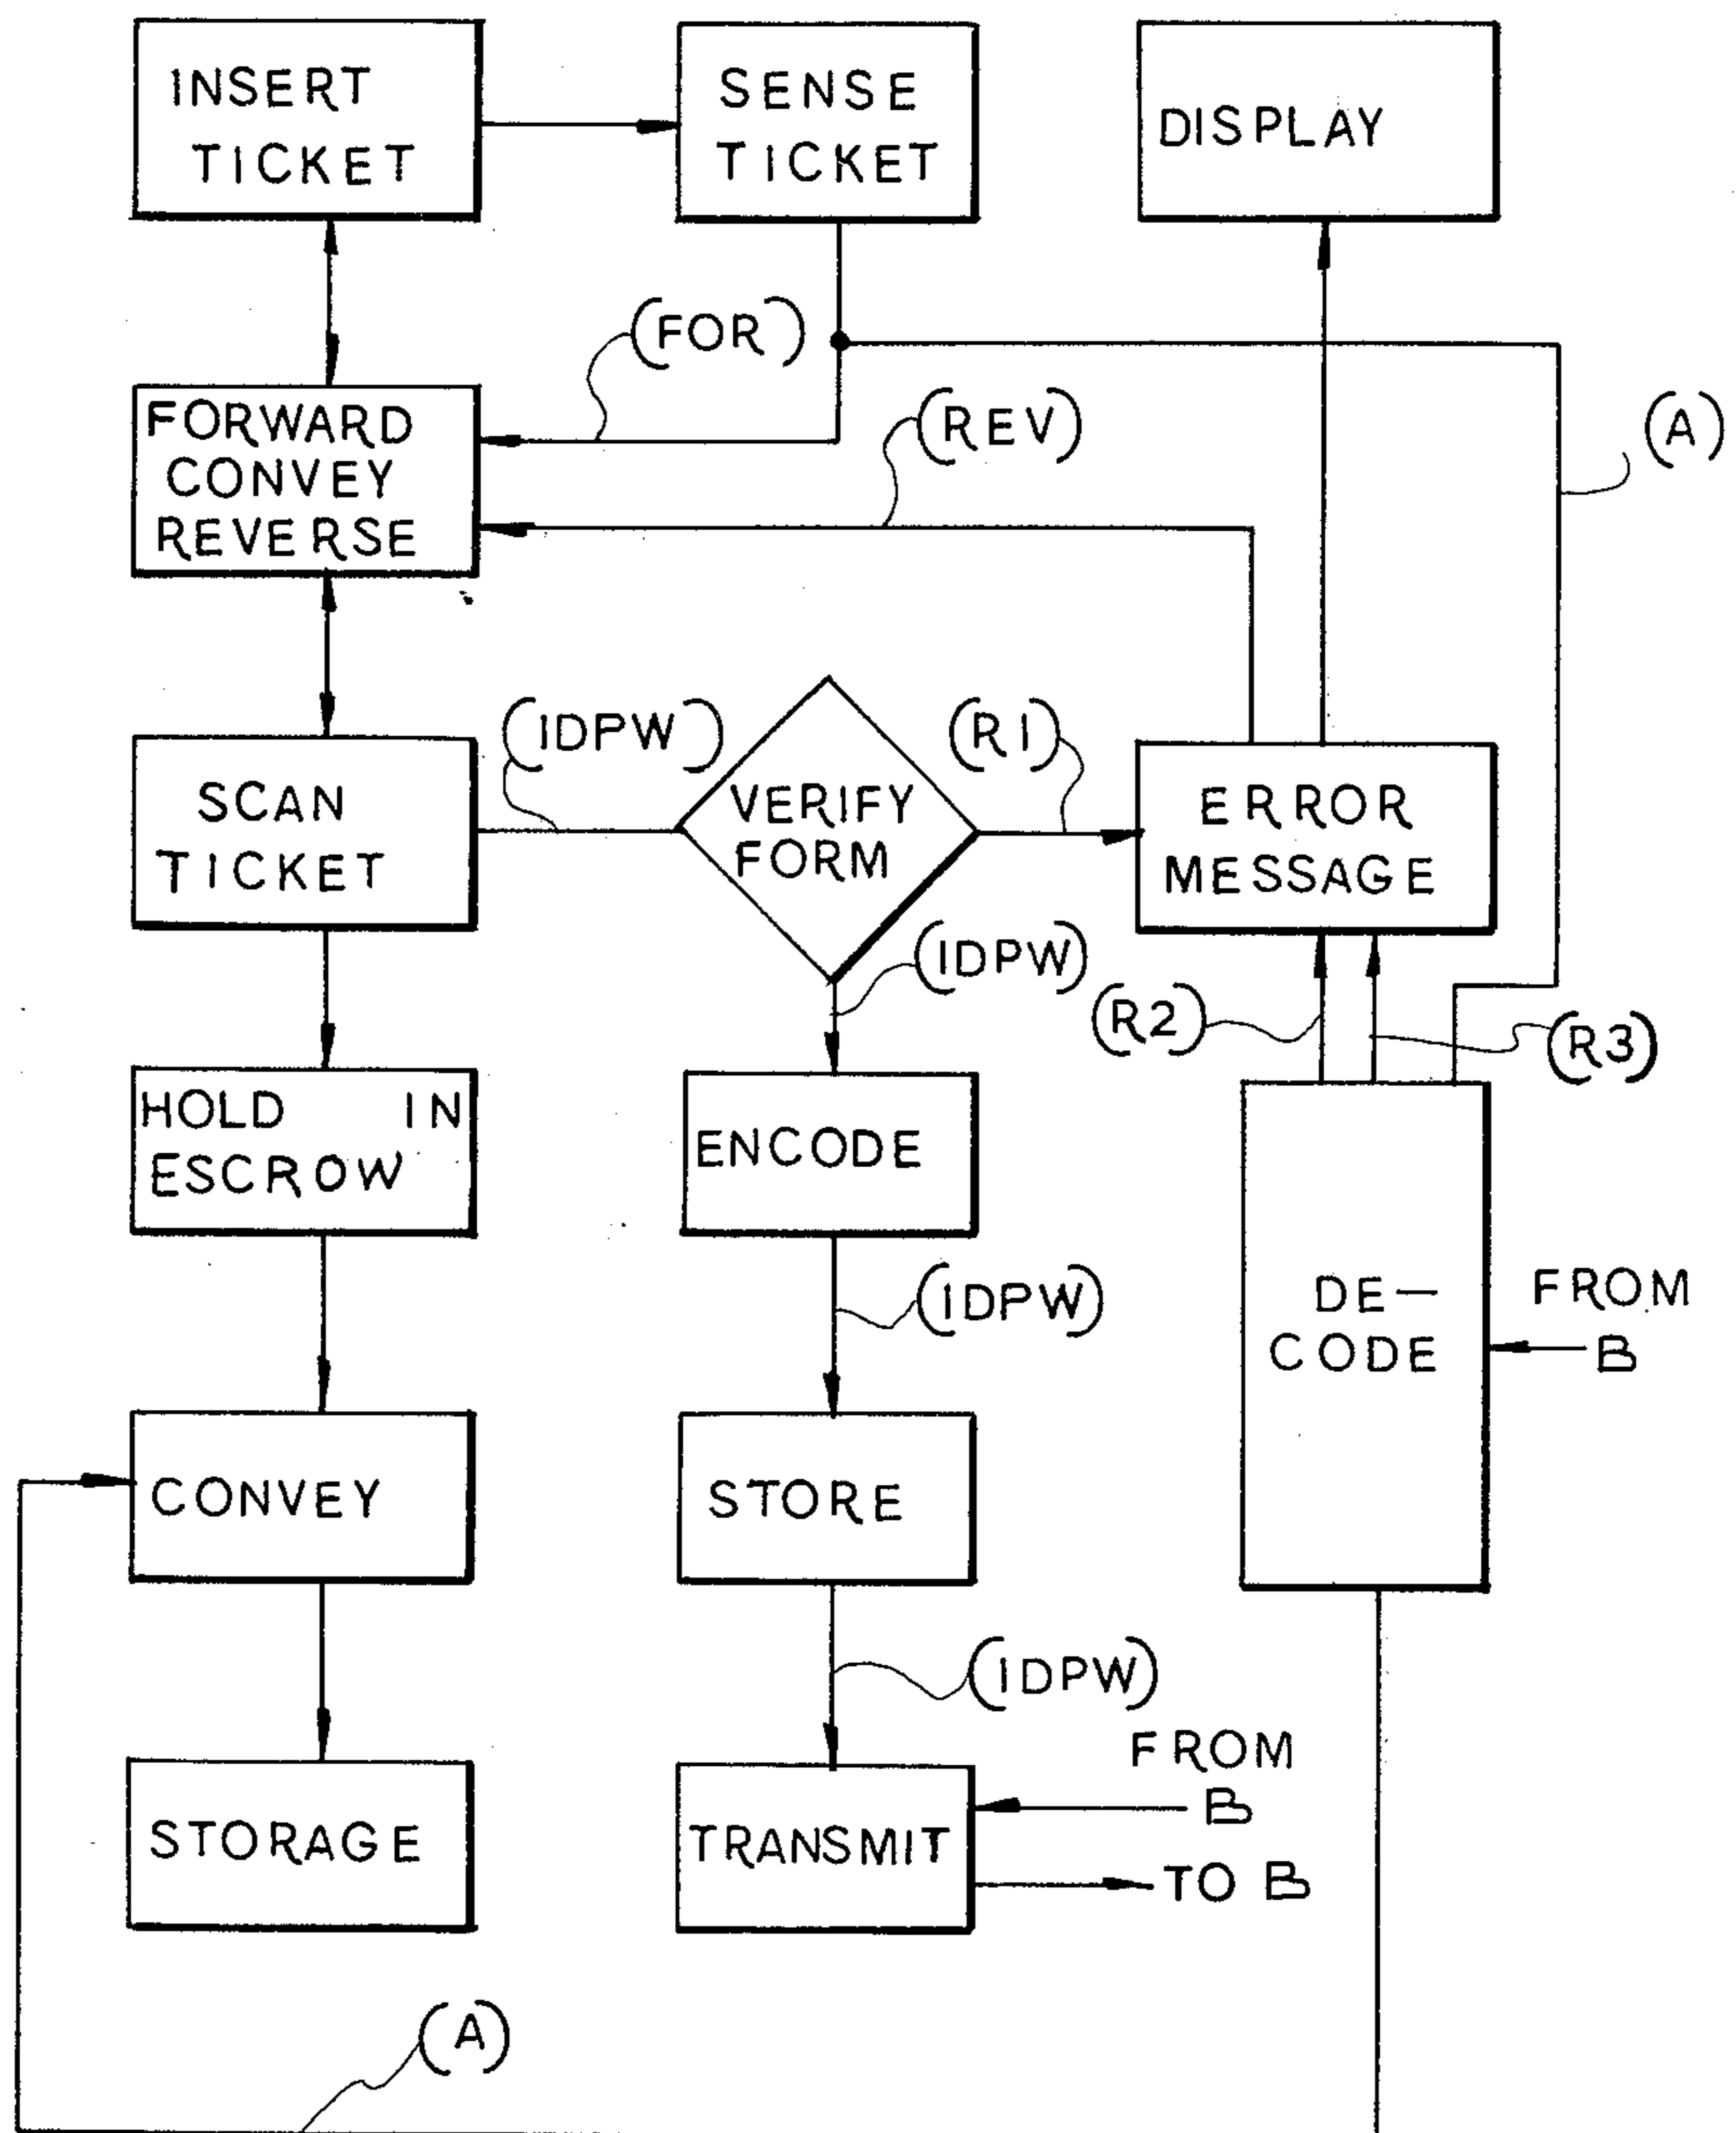 INSERT
TICKET
SENSE
TICKET
DISPLAY
(FOR)
(REV)
(A)
FORWARD
CONVEY
REVERSE
(IDPW)
(R1)
SCAN
TICKET
VERIFY
FORM
ERROR
MESSAGE
(IDPW)
(R2)
(R3)
HOLD IN
ESCROW
ENCODE
DE—
CODE
FROM
B
(IDPW)
CONVEY
STORE
(IDPW)
STORAGE
TRANSMIT
FROM
B
TO B
(A)